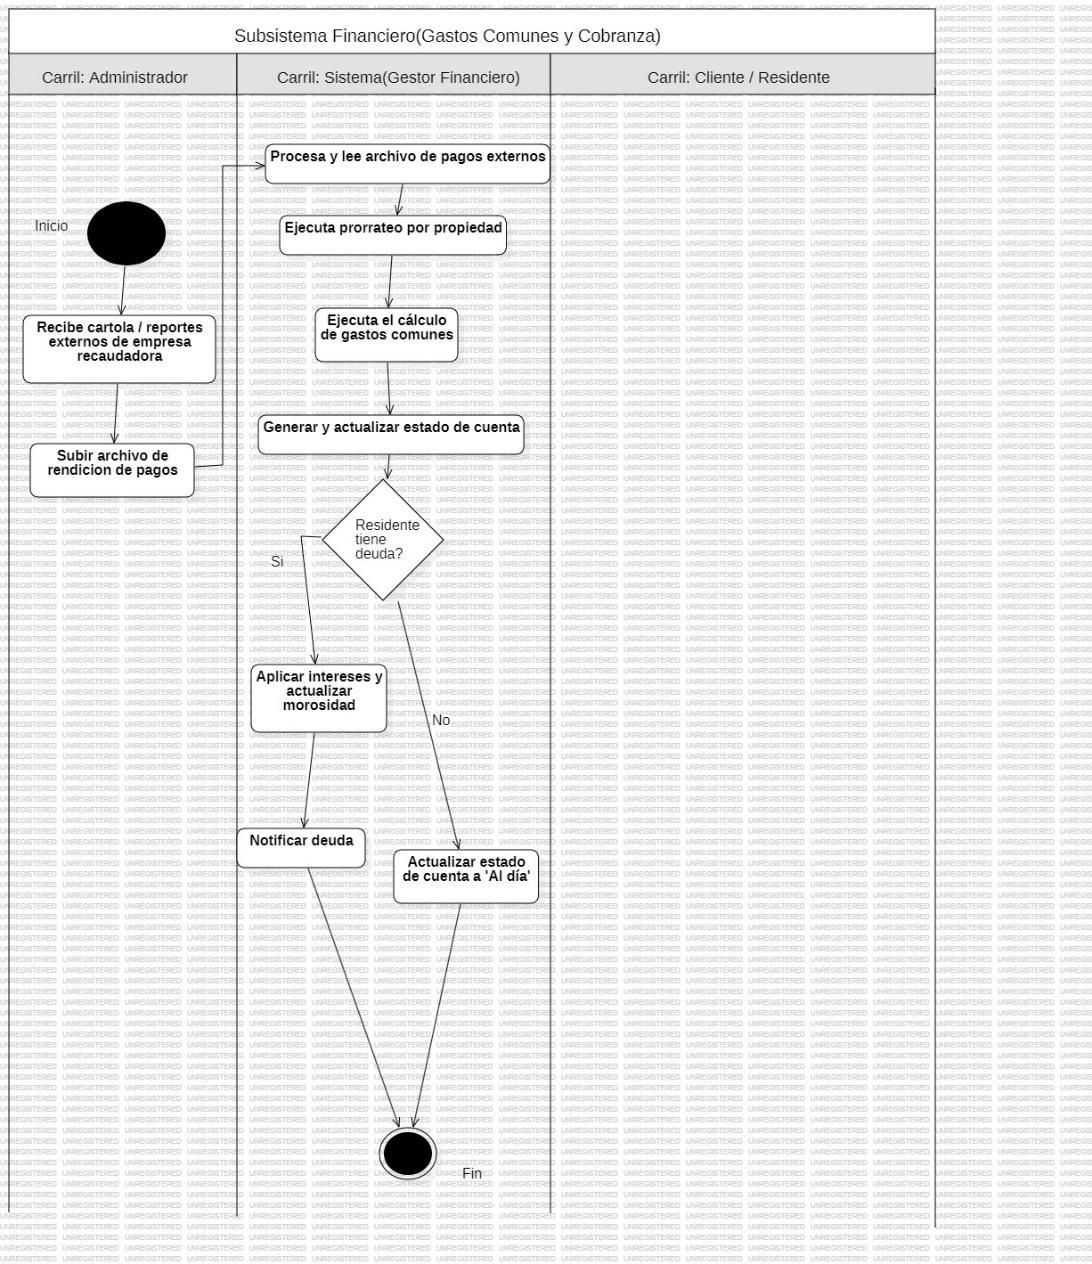 Subsistema Financiero(Gastos Comunes y Cobranza)
Carril: Administrador
Carril: Sistema(Gestor Financiero)
Carril: Cliente / Residente
Procesa y lee archivo de pagos externos
Inicio
Ejecuta prorrateo por propiedad
Recibe cartola / reportes
externos de empresa
recaudadora
Ejecuta el cálculo
de gastos comunes
Generar y actualizar estado de cuenta
Subir archivo de
rendicion de pagos
Residente
tiene
deuda?
Si
Aplicar intereses y
actualizar
morosidad
No
Notificar deuda
Actualizar estado
de cuenta a 'Al día'
Fin
UNREGISTERED